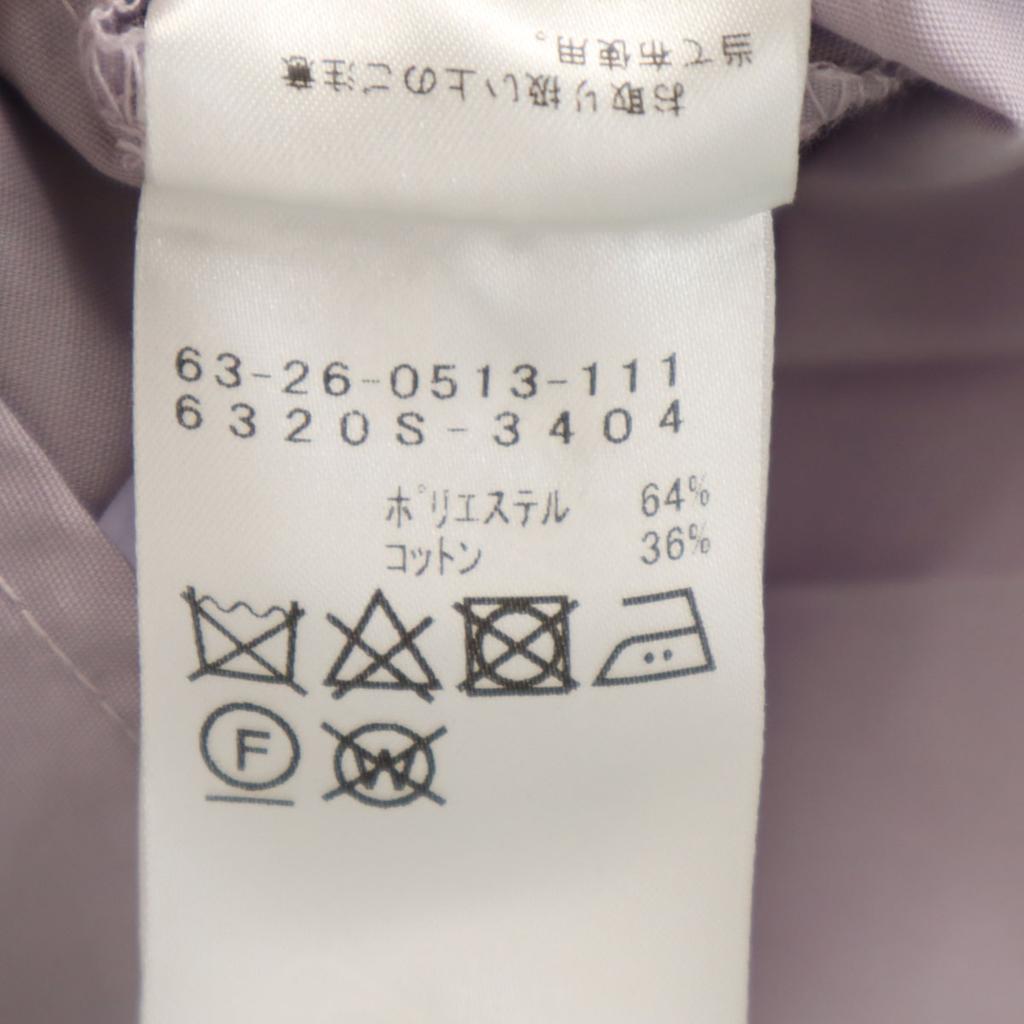 お取り扱い上のご注意
当て布使用。
63-26-0513-111
6320S-3404
ポリエステル 64%
コットン 36%
F
W